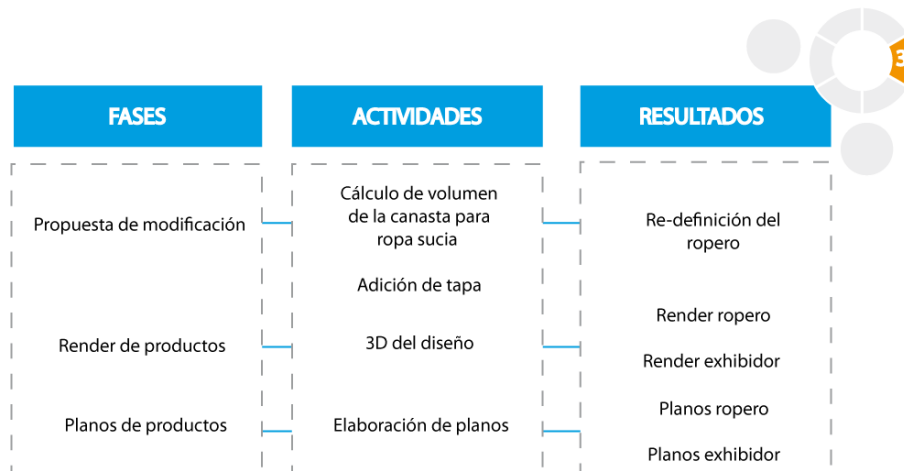 3
FASES
ACTIVIDADES
RESULTADOS
Propuesta de modificación
Cálculo de volumen
de la canasta para
ropa sucia
Re-definición del
ropero
Adición de tapa
Render de productos
3D del diseño
Render ropero
Render exhibidor
Planos de productos
Elaboración de planos
Planos ropero
Planos exhibidor